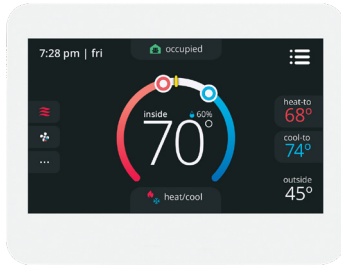 7:28 pm | fri
occupied
inside
60%
70°
heat-to
68°
cool-to
74°
outside
45°
heat/cool